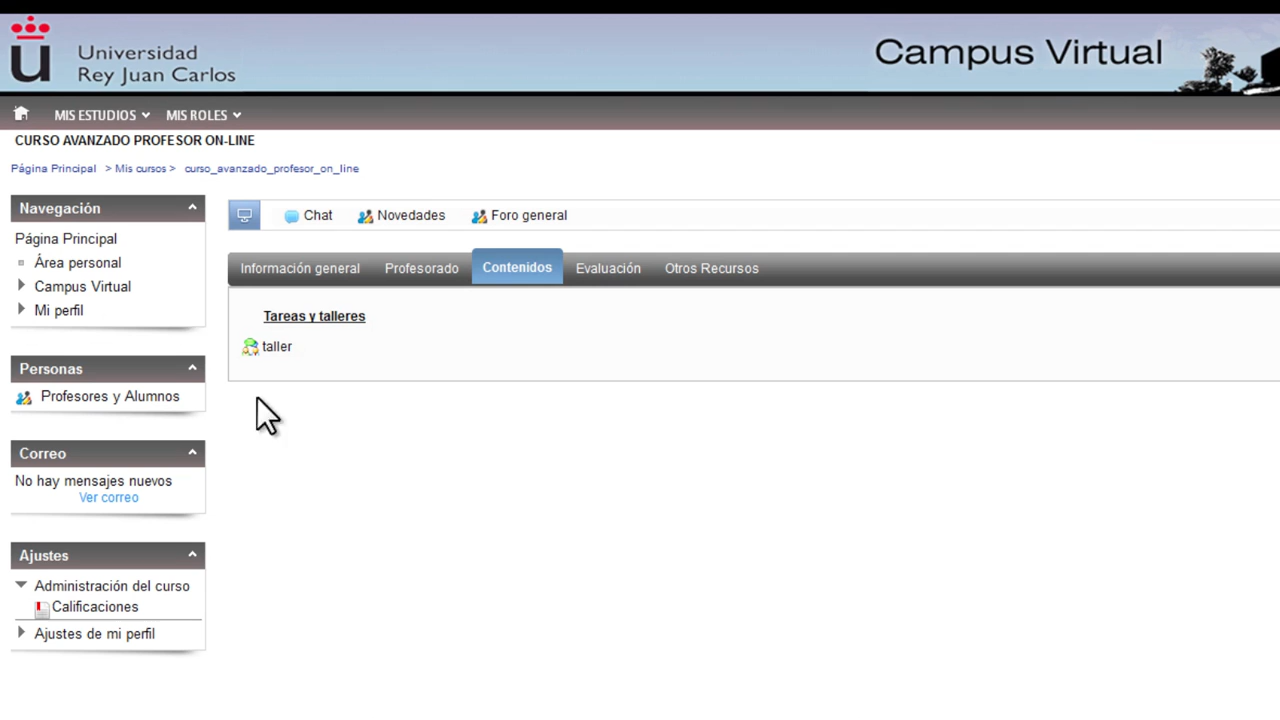 Universidad
Rey Juan Carlos
Campus Virtual
MIS ESTUDIOS MIS ROLES
CURSO AVANZADO PROFESOR ON-LINE
Página Principal > Mis cursos > curso_avanzado_profesor_on_line
Navegación
Página Principal
Área personal
Campus Virtual
Mi perfil
Personas
Profesores y Alumnos
Correo
No hay mensajes nuevos
Ver correo
Ajustes
Administración del curso
Calificaciones
Ajustes de mi perfil
Chat Novedades Foro general
Información general Profesorado Contenidos Evaluación Otros Recursos
Tareas y talleres
taller